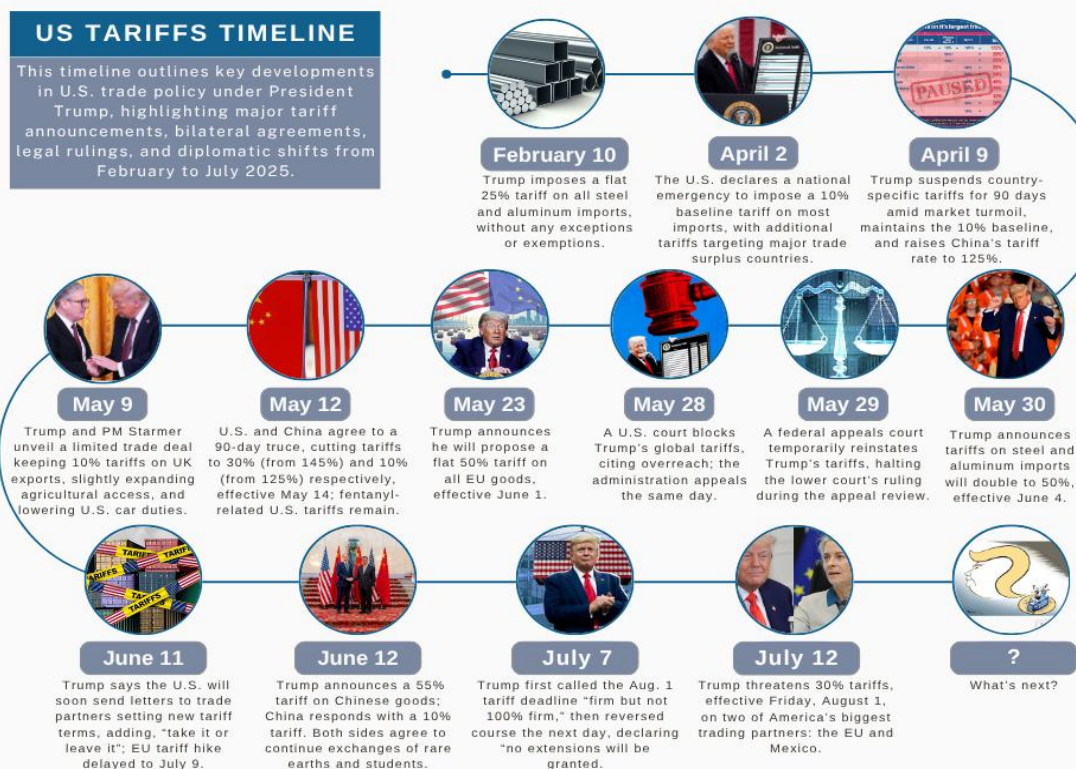 US TARIFFS TIMELINE
This timeline outlines key developments
in U.S. trade policy under President
Trump, highlighting major tariff
announcements, bilateral agreements,
legal rulings, and diplomatic shifts from
February to July 2025.
PAUSED
February 10
Trump imposes a flat
25% tariff on all steel
and aluminum imports,
without any exceptions
or exemptions.
April 2
The U.S. declares a national
emergency to impose a 10%
baseline tariff on most
imports, with additional
tariffs targeting major trade
surplus countries.
April 9
Trump suspends country-
specific tariffs for 90 days
amid market turmoil,
maintains the 10% baseline,
and raises China's tariff
rate to 125%.
May 9
Trump and PM Starmer
unveil a limited trade deal
keeping 10% tariffs on UK
exports, slightly expanding
agricultural access, and
lowering U.S. car duties.
May 12
U.S. and China agree to a
90-day truce, cutting tariffs
to 30% (from 145%) and 10%
(from 125%) respectively,
effective May 14; fentanyl-
related U.S. tariffs remain.
May 23
Trump announces
he will propose a
flat 50% tariff on
all EU goods,
effective June 1.
May 28
A U.S. court blocks
Trump's global tariffs,
citing overreach; the
administration appeals
the same day.
May 29
A federal appeals court
temporarily reinstates
Trump's tariffs, halting
the lower court's ruling
during the appeal review.
May 30
Trump announces
tariffs on steel and
aluminum imports
will double to 50%,
effective June 4.
TARIFFS
TARIFF
ARIFFS
TARIFFS
June 11
Trump says the U.S. will
soon send letters to trade
partners setting new tariff
terms, adding, "take it or
leave it"; EU tariff hike
delayed to July 9.
June 12
Trump announces a 55%
tariff on Chinese goods;
China responds with a 10%
tariff. Both sides agree to
continue exchanges of rare
earths and students.
July 7
Trump first called the Aug. 1
tariff deadline "firm but not
100% firm," then reversed
course the next day, declaring
"no extensions will be
granted.
July 12
Trump threatens 30% tariffs,
effective Friday, August 1,
on two of America's biggest
trading partners: the EU and
Mexico.
?
What's next?